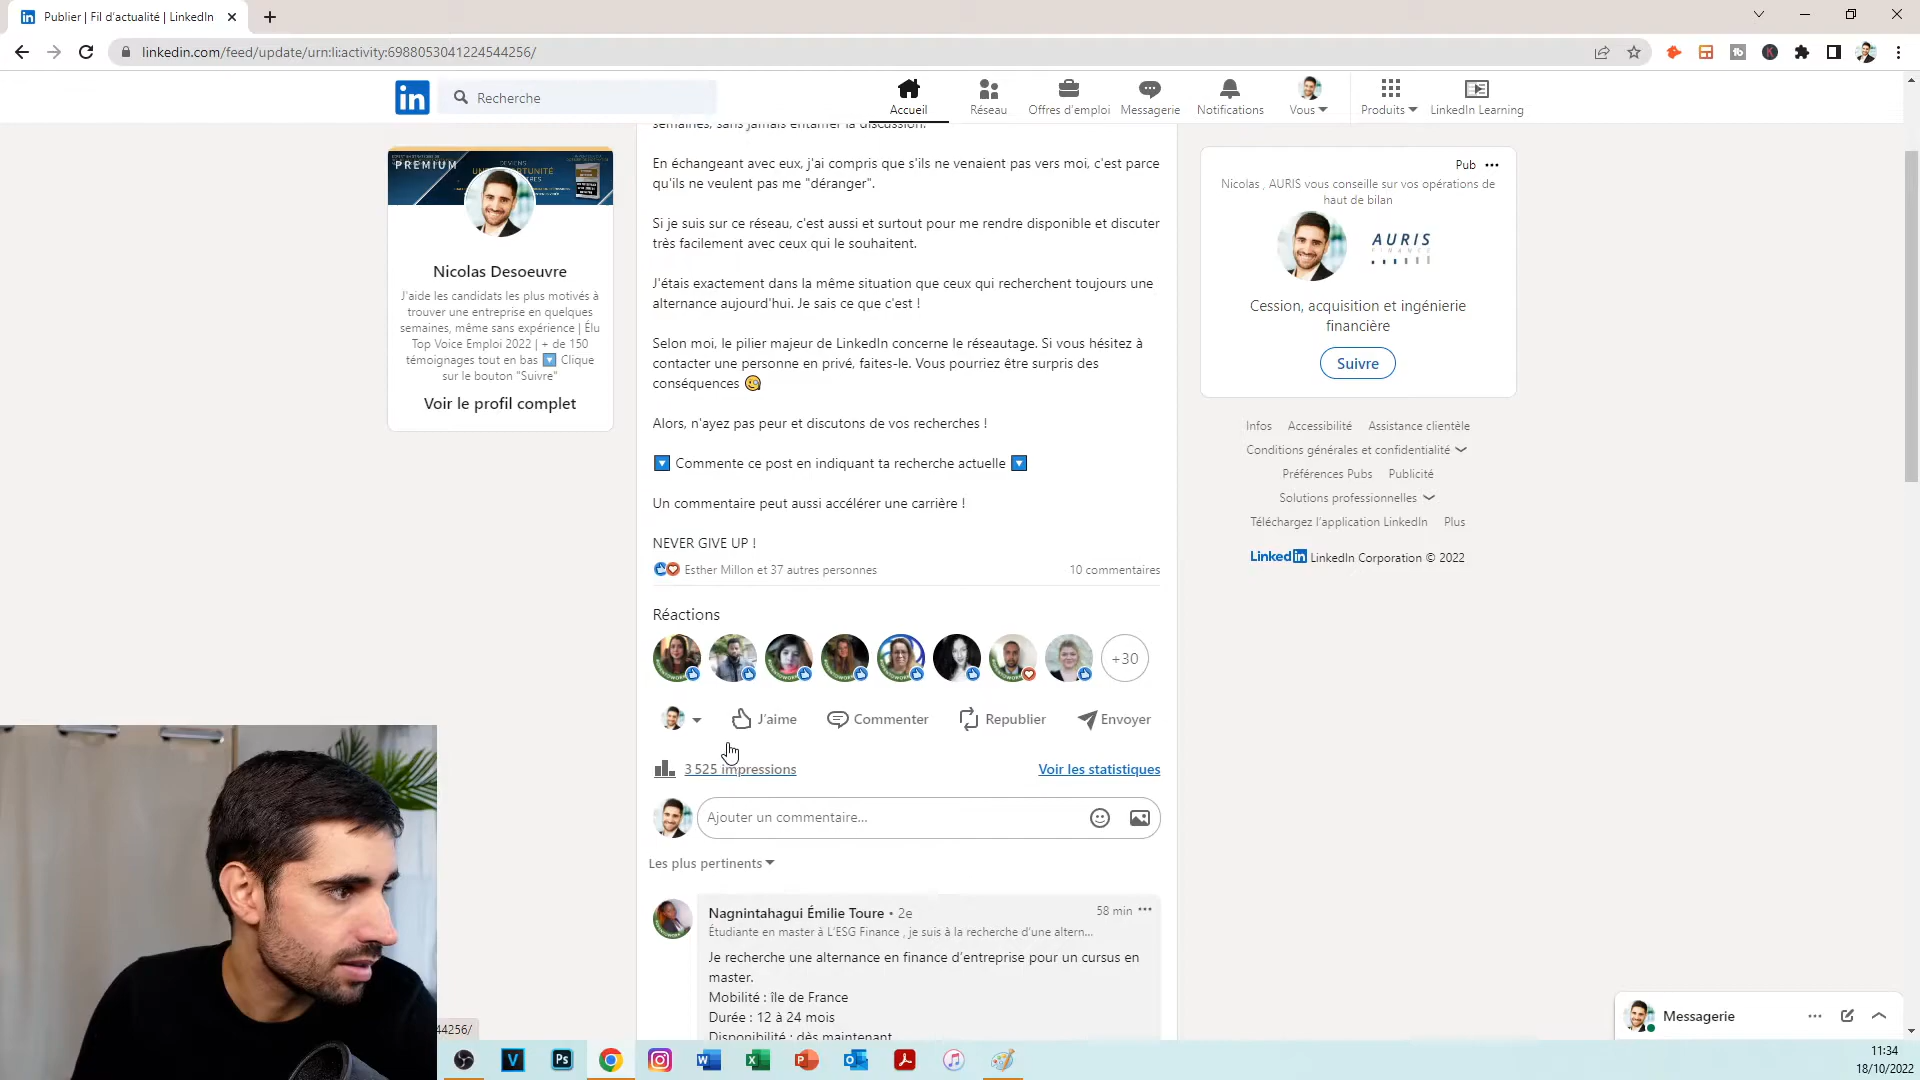 Publier | Fil d'actualité | LinkedIn
linkedin.com/feed/update/urn:li:activity:6988053041224544256/
in
Recherche
Accueil
Réseau
Offres d'emploi
Messagerie
Notifications
Vous
Produits
LinkedIn Learning
PREMIUM
Nicolas Desoeuvre
J'aide les candidats les plus motivés à
trouver une entreprise en quelques
semaines, même sans expérience | Élu
Top Voice Emploi 2022 | + de 150
témoignages tout en bas 🔽 Clique
sur le bouton "Suivre"
Voir le profil complet
semaines, sans jamais entamer la discussion.
En échangeant avec eux, j'ai compris que s'ils ne venaient pas vers moi, c'est parce
qu'ils ne veulent pas me "déranger".
Si je suis sur ce réseau, c'est aussi et surtout pour me rendre disponible et discuter
très facilement avec ceux qui le souhaitent.
J'étais exactement dans la même situation que ceux qui recherchent toujours une
alternance aujourd'hui. Je sais ce que c'est !
Selon moi, le pilier majeur de LinkedIn concerne le réseautage. Si vous hésitez à
contacter une personne en privé, faites-le. Vous pourriez être surpris des
conséquences 🧐
Alors, n'ayez pas peur et discutons de vos recherches !
🔽 Commente ce post en indiquant ta recherche actuelle 🔽
Un commentaire peut aussi accélérer une carrière !
NEVER GIVE UP !
Esther Millon et 37 autres personnes
10 commentaires
Réactions
+30
J'aime
Commenter
Republier
Envoyer
3 525 impressions
Voir les statistiques
Ajouter un commentaire...
Les plus pertinents
Nagnintahagui Émilie Toure • 2e
58 min
Étudiante en master à L'ESG Finance , je suis à la recherche d'une altern...
Je recherche une alternance en finance d'entreprise pour un cursus en
master.
Mobilité : île de France
Durée : 12 à 24 mois
Disponibilité : dès maintenant
Pub
Nicolas , AURIS vous conseille sur vos opérations de
haut de bilan
AURIS
FINANCE
Cession, acquisition et ingénierie
financière
Suivre
Infos Accessibilité Assistance clientèle
Conditions générales et confidentialité
Préférences Pubs Publicité
Solutions professionnelles
Téléchargez l'application LinkedIn Plus
LinkedIn LinkedIn Corporation © 2022
Messagerie
44256/
V
Ps
11:34
18/10/2022